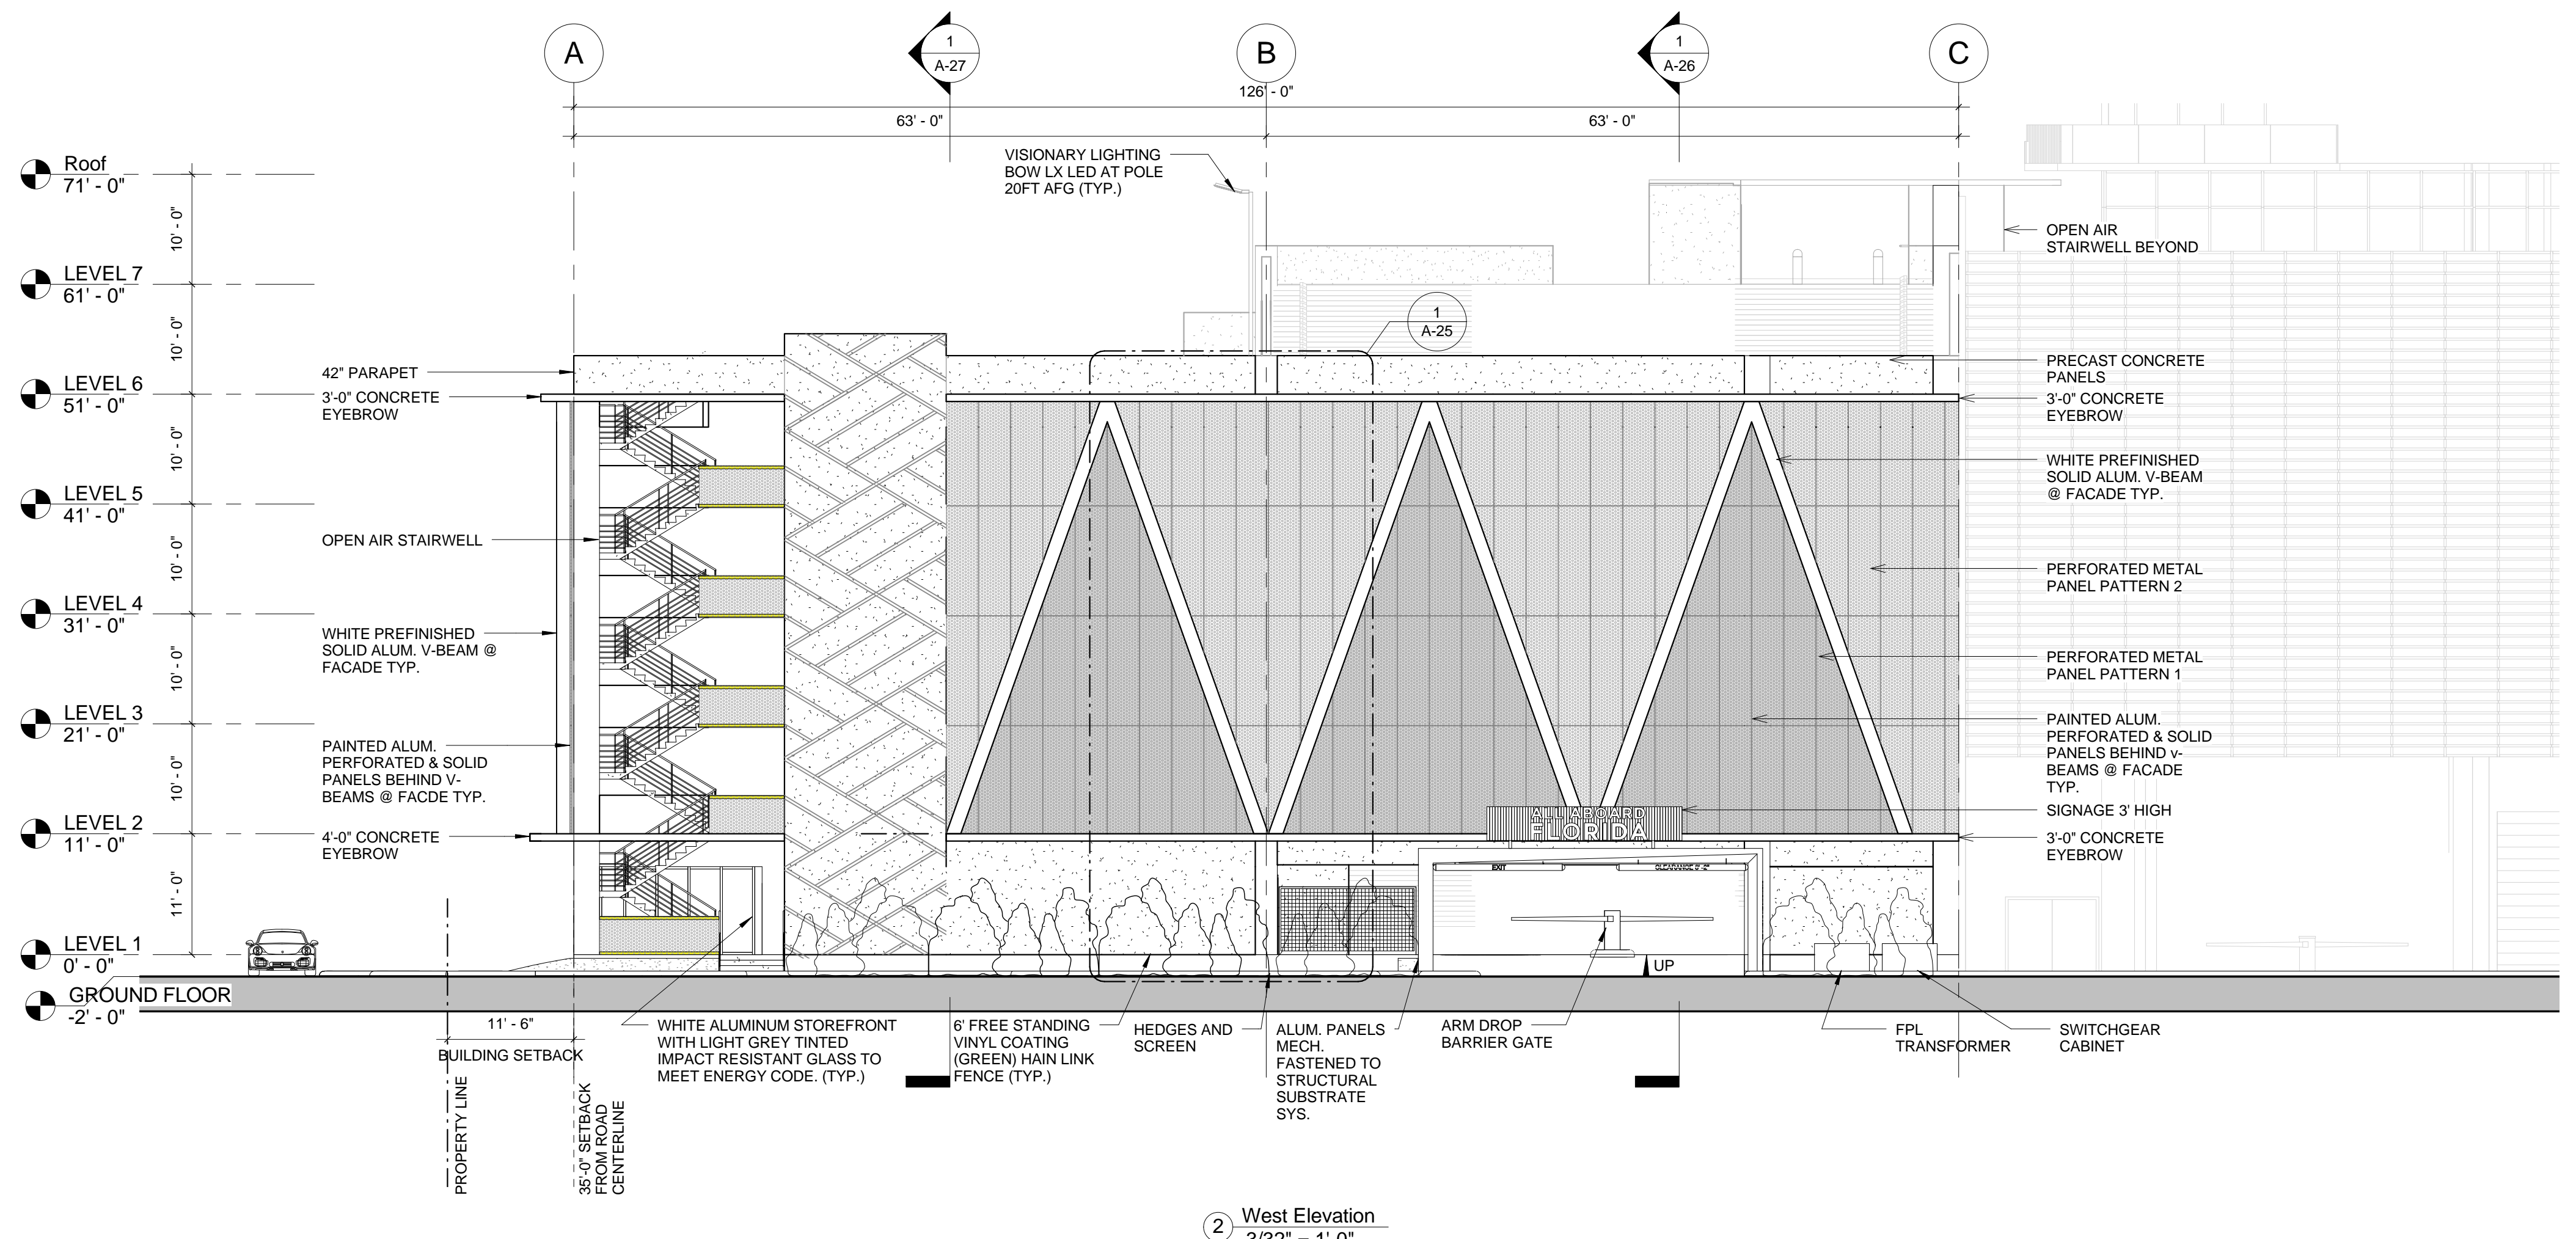 A
1
A-27
B
1
A-26
C
126' - 0"
63' - 0"
63' - 0"
VISIONARY LIGHTING
BOW LX LED AT POLE
20FT AFG (TYP.)
Roof
71' - 0"
10' - 0"
LEVEL 7
61' - 0"
10' - 0"
LEVEL 6
51' - 0"
10' - 0"
LEVEL 5
41' - 0"
10' - 0"
LEVEL 4
31' - 0"
10' - 0"
LEVEL 3
21' - 0"
10' - 0"
LEVEL 2
11' - 0"
11' - 0"
LEVEL 1
0' - 0"
GROUND FLOOR
-2' - 0"
42" PARAPET
3'-0" CONCRETE
EYEBROW
OPEN AIR STAIRWELL
WHITE PREFINISHED
SOLID ALUM. V-BEAM @
FACADE TYP.
PAINTED ALUM.
PERFORATED & SOLID
PANELS BEHIND V-
BEAMS @ FACDE TYP.
4'-0" CONCRETE
EYEBROW
1
A-25
OPEN AIR
STAIRWELL BEYOND
PRECAST CONCRETE
PANELS
3'-0" CONCRETE
EYEBROW
WHITE PREFINISHED
SOLID ALUM. V-BEAM
@ FACADE TYP.
PERFORATED METAL
PANEL PATTERN 2
PERFORATED METAL
PANEL PATTERN 1
PAINTED ALUM.
PERFORATED & SOLID
PANELS BEHIND v-
BEAMS @ FACADE
TYP.
SIGNAGE 3' HIGH
3'-0" CONCRETE
EYEBROW
ALL ABOARD
FLORIDA
EXIT
CLEARANCE 8'-2"
UP
11' - 6"
BUILDING SETBACK
PROPERTY LINE
35'-0" SETBACK
FROM ROAD
CENTERLINE
WHITE ALUMINUM STOREFRONT
WITH LIGHT GREY TINTED
IMPACT RESISTANT GLASS TO
MEET ENERGY CODE. (TYP.)
6' FREE STANDING
VINYL COATING
(GREEN) HAIN LINK
FENCE (TYP.)
HEDGES AND
SCREEN
ALUM. PANELS
MECH.
FASTENED TO
STRUCTURAL
SUBSTRATE
SYS.
ARM DROP
BARRIER GATE
FPL
TRANSFORMER
SWITCHGEAR
CABINET
2
West Elevation
3/32" = 1'-0"